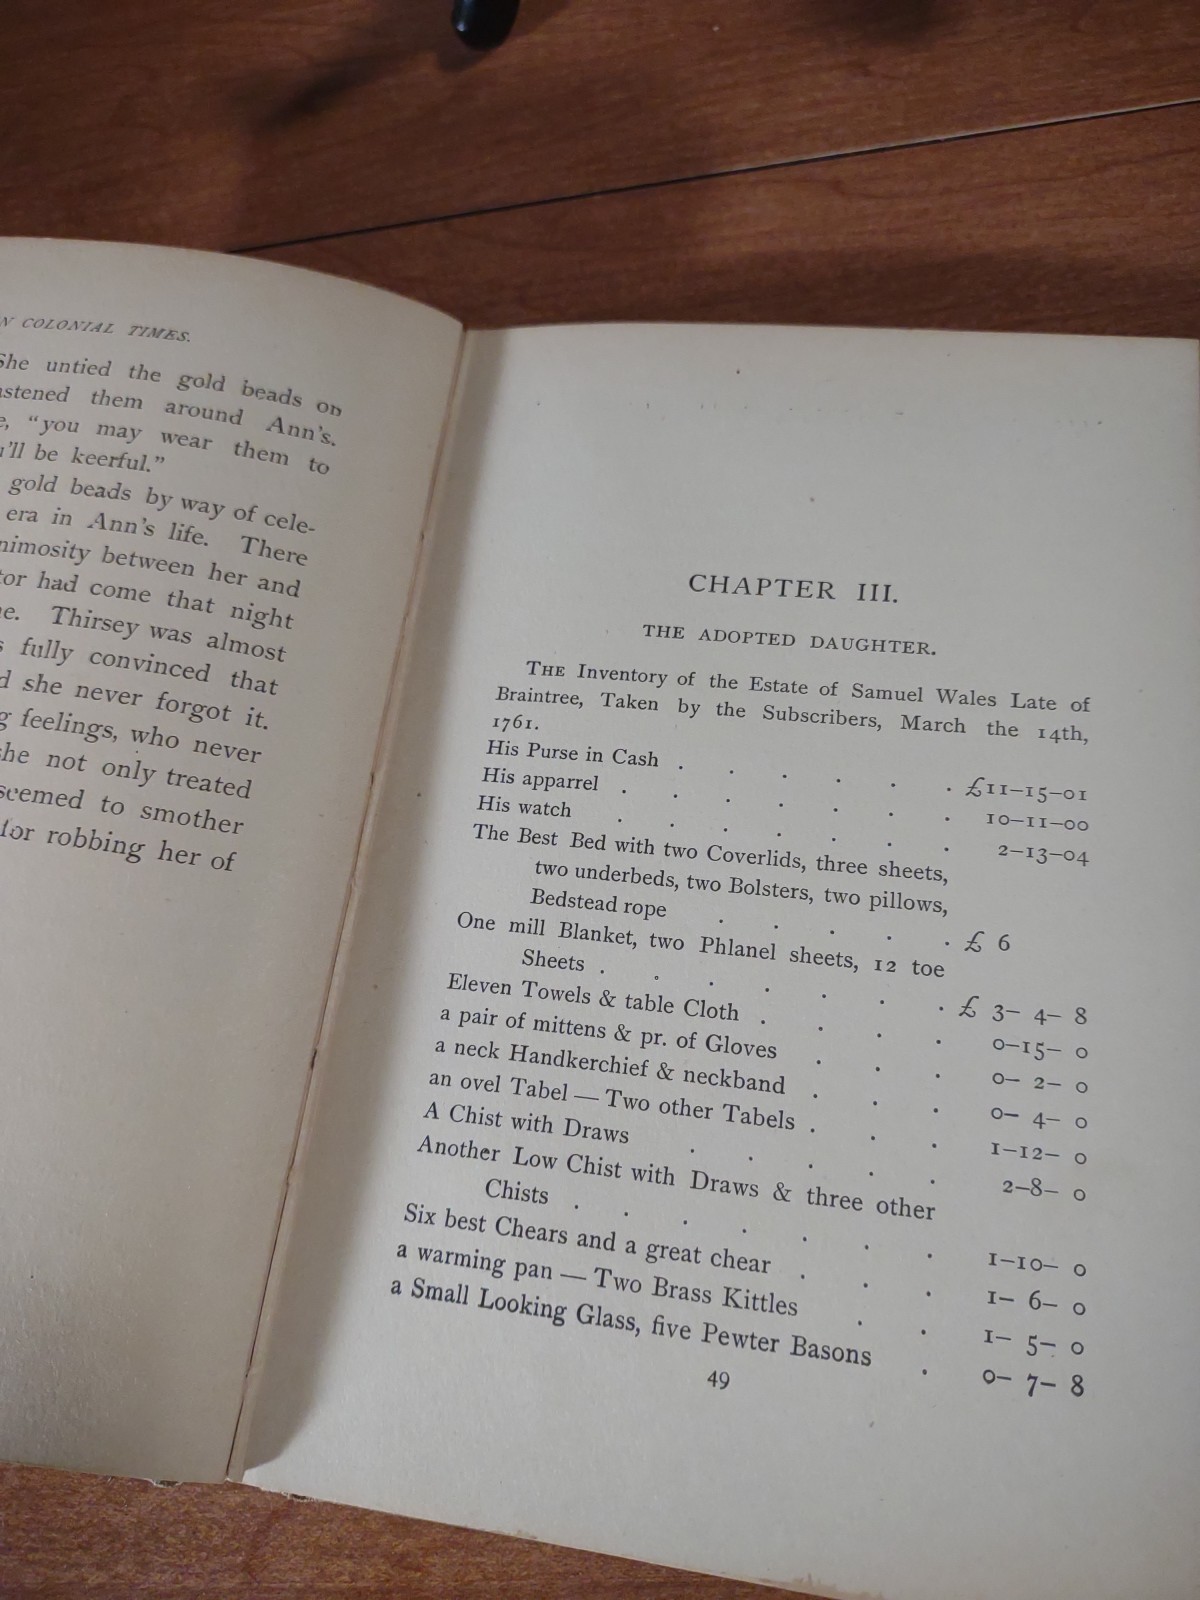 COLONIAL TIMES.
She untied the gold beads on
them around Ann's.
"you may wear them to
be keerful."
gold beads by way of cele-
era in Ann's life. There
between her and
had come that night
Thirsey was almost
fully convinced that
she never forgot it.
feelings, who never
she not only treated
seemed to smother
for robbing her of
CHAPTER III.
THE ADOPTED DAUGHTER.
THE Inventory of the Estate of Samuel Wales Late of
Braintree, Taken by the Subscribers, March the 14th,
1761.
His Purse in Cash . . . . . . £11–15–01
His apparrel . . . . . . . 10–11–00
His watch . . . . . . . 2–13–04
The Best Bed with two Coverlids, three sheets,
two underbeds, two Bolsters, two pillows,
Bedstead rope . . . . . £ 6
One mill Blanket, two Phlanel sheets, 12 toe
Sheets . . . . . . . £ 3– 4– 8
Eleven Towels & table Cloth . . . . 0–15– 0
a pair of mittens & pr. of Gloves . . . 0– 2– 0
a neck Handkerchief & neckband . . . 0– 4– 0
an ovel Tabel — Two other Tabels . . . 1–12– 0
A Chist with Draws . . . . . 2–8– 0
Another Low Chist with Draws & three other
Chists . . . . . . . 1–10– 0
Six best Chears and a great chear . . . 1– 6– 0
a warming pan — Two Brass Kittles . . 1– 5– 0
a Small Looking Glass, five Pewter Basons . 0– 7– 8
49